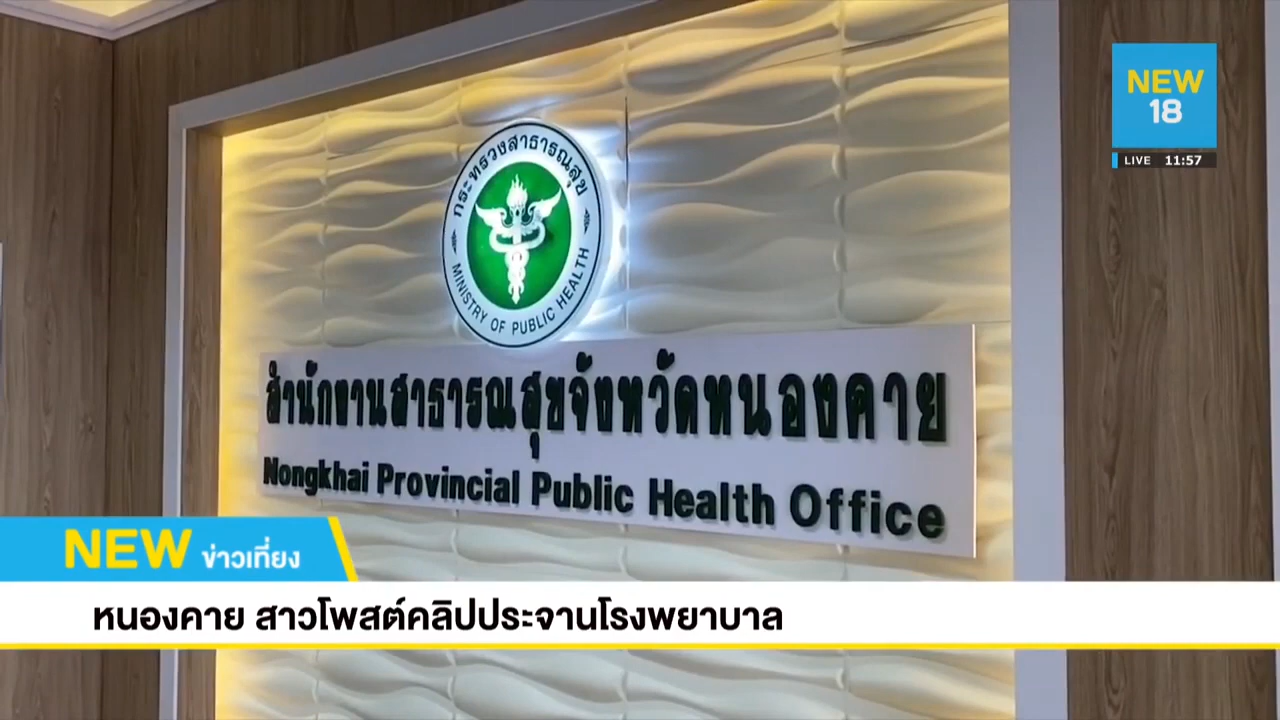 NEW
18
LIVE 11:57
กระทรวงสาธารณสุข
MINISTRY OF PUBLIC HEALTH
สำนักงานสาธารณสุขจังหวัดหนองคาย
Nongkhai Provincial Public Health Office
NEW ข่าวเที่ยง
หนองคาย สาวโพสต์คลิปประจานโรงพยาบาล